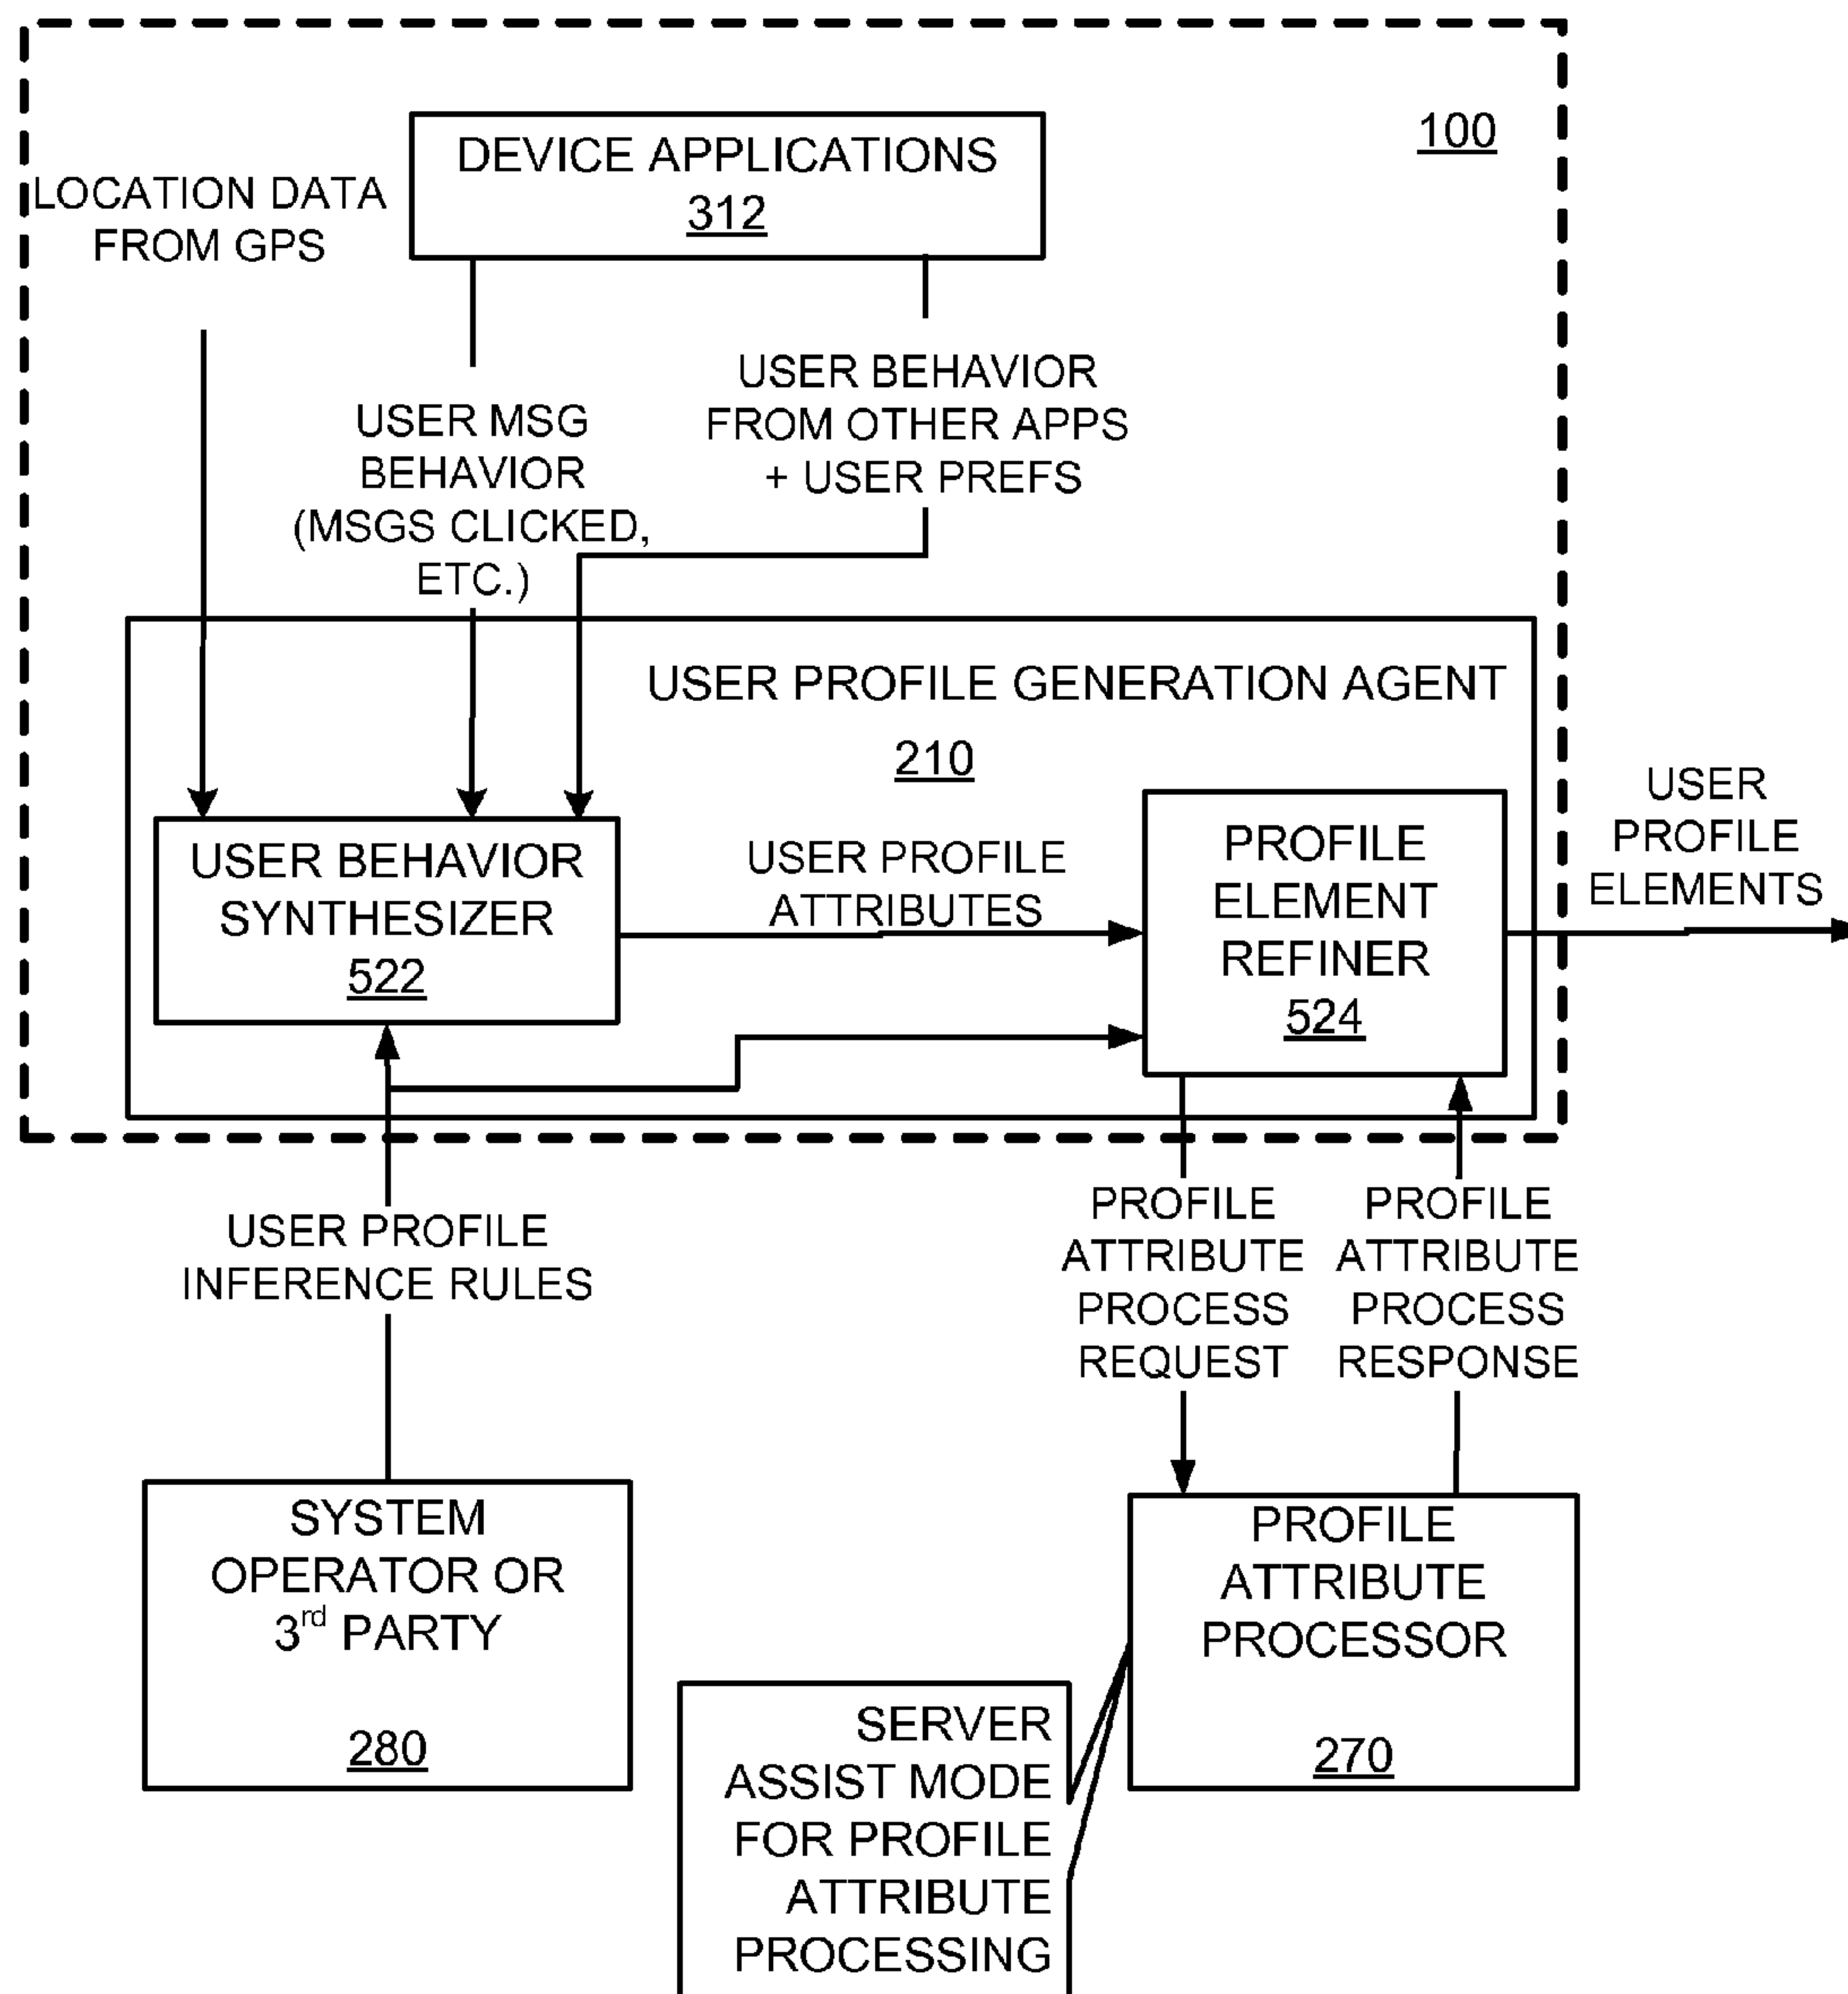 100
DEVICE APPLICATIONS
312
LOCATION DATA
FROM GPS
USER MSG
BEHAVIOR
(MSGS CLICKED,
ETC.)
USER BEHAVIOR
FROM OTHER APPS
+ USER PREFS
USER PROFILE GENERATION AGENT
210
USER BEHAVIOR
SYNTHESIZER
522
USER PROFILE
ATTRIBUTES
PROFILE
ELEMENT
REFINER
524
USER
PROFILE
ELEMENTS
USER PROFILE
INFERENCE RULES
PROFILE
ATTRIBUTE
PROCESS
REQUEST
PROFILE
ATTRIBUTE
PROCESS
RESPONSE
SYSTEM
OPERATOR OR
3rd PARTY
280
PROFILE
ATTRIBUTE
PROCESSOR
270
SERVER
ASSIST MODE
FOR PROFILE
ATTRIBUTE
PROCESSING